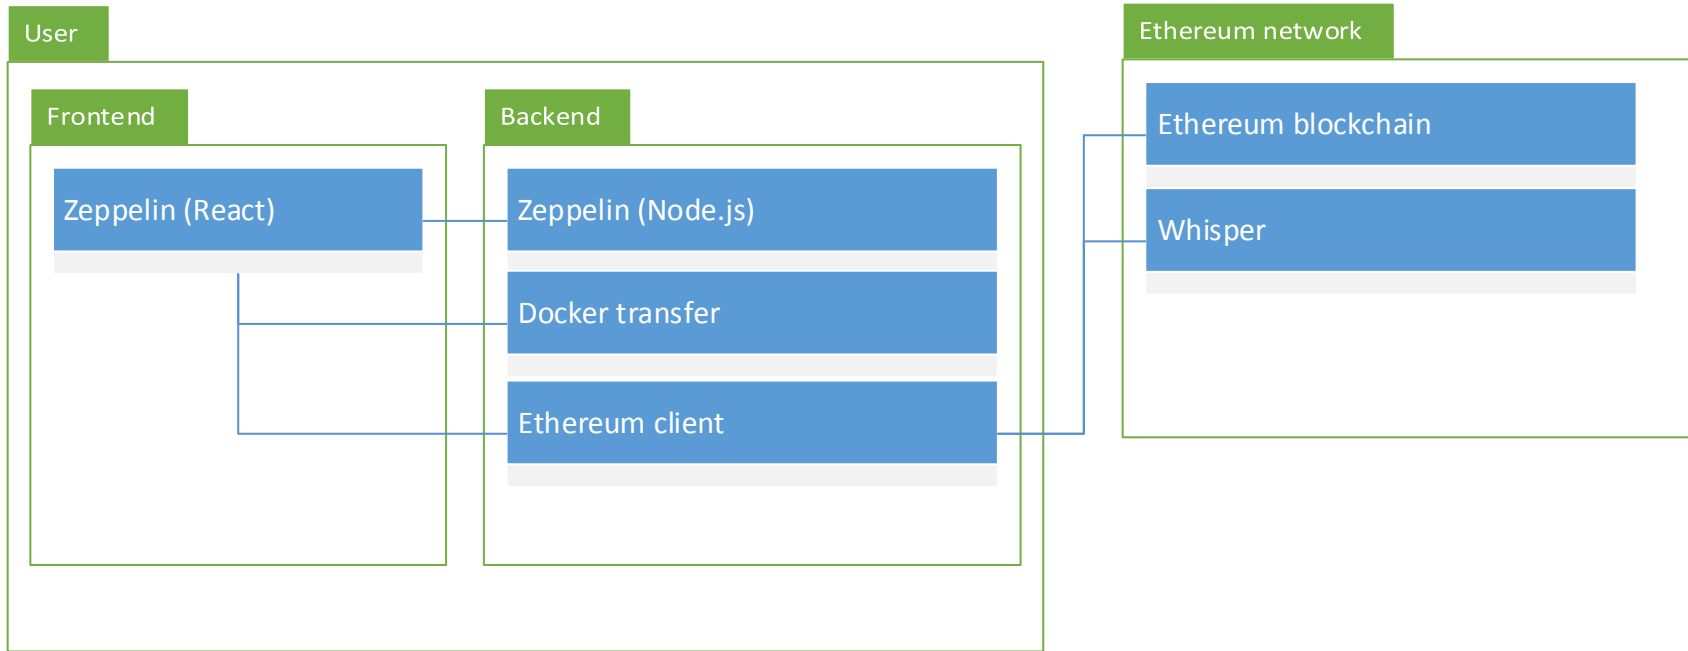 User
Frontend
Zeppelin (React)
Backend
Zeppelin (Node.js)
Docker transfer
Ethereum client
Ethereum network
Ethereum blockchain
Whisper